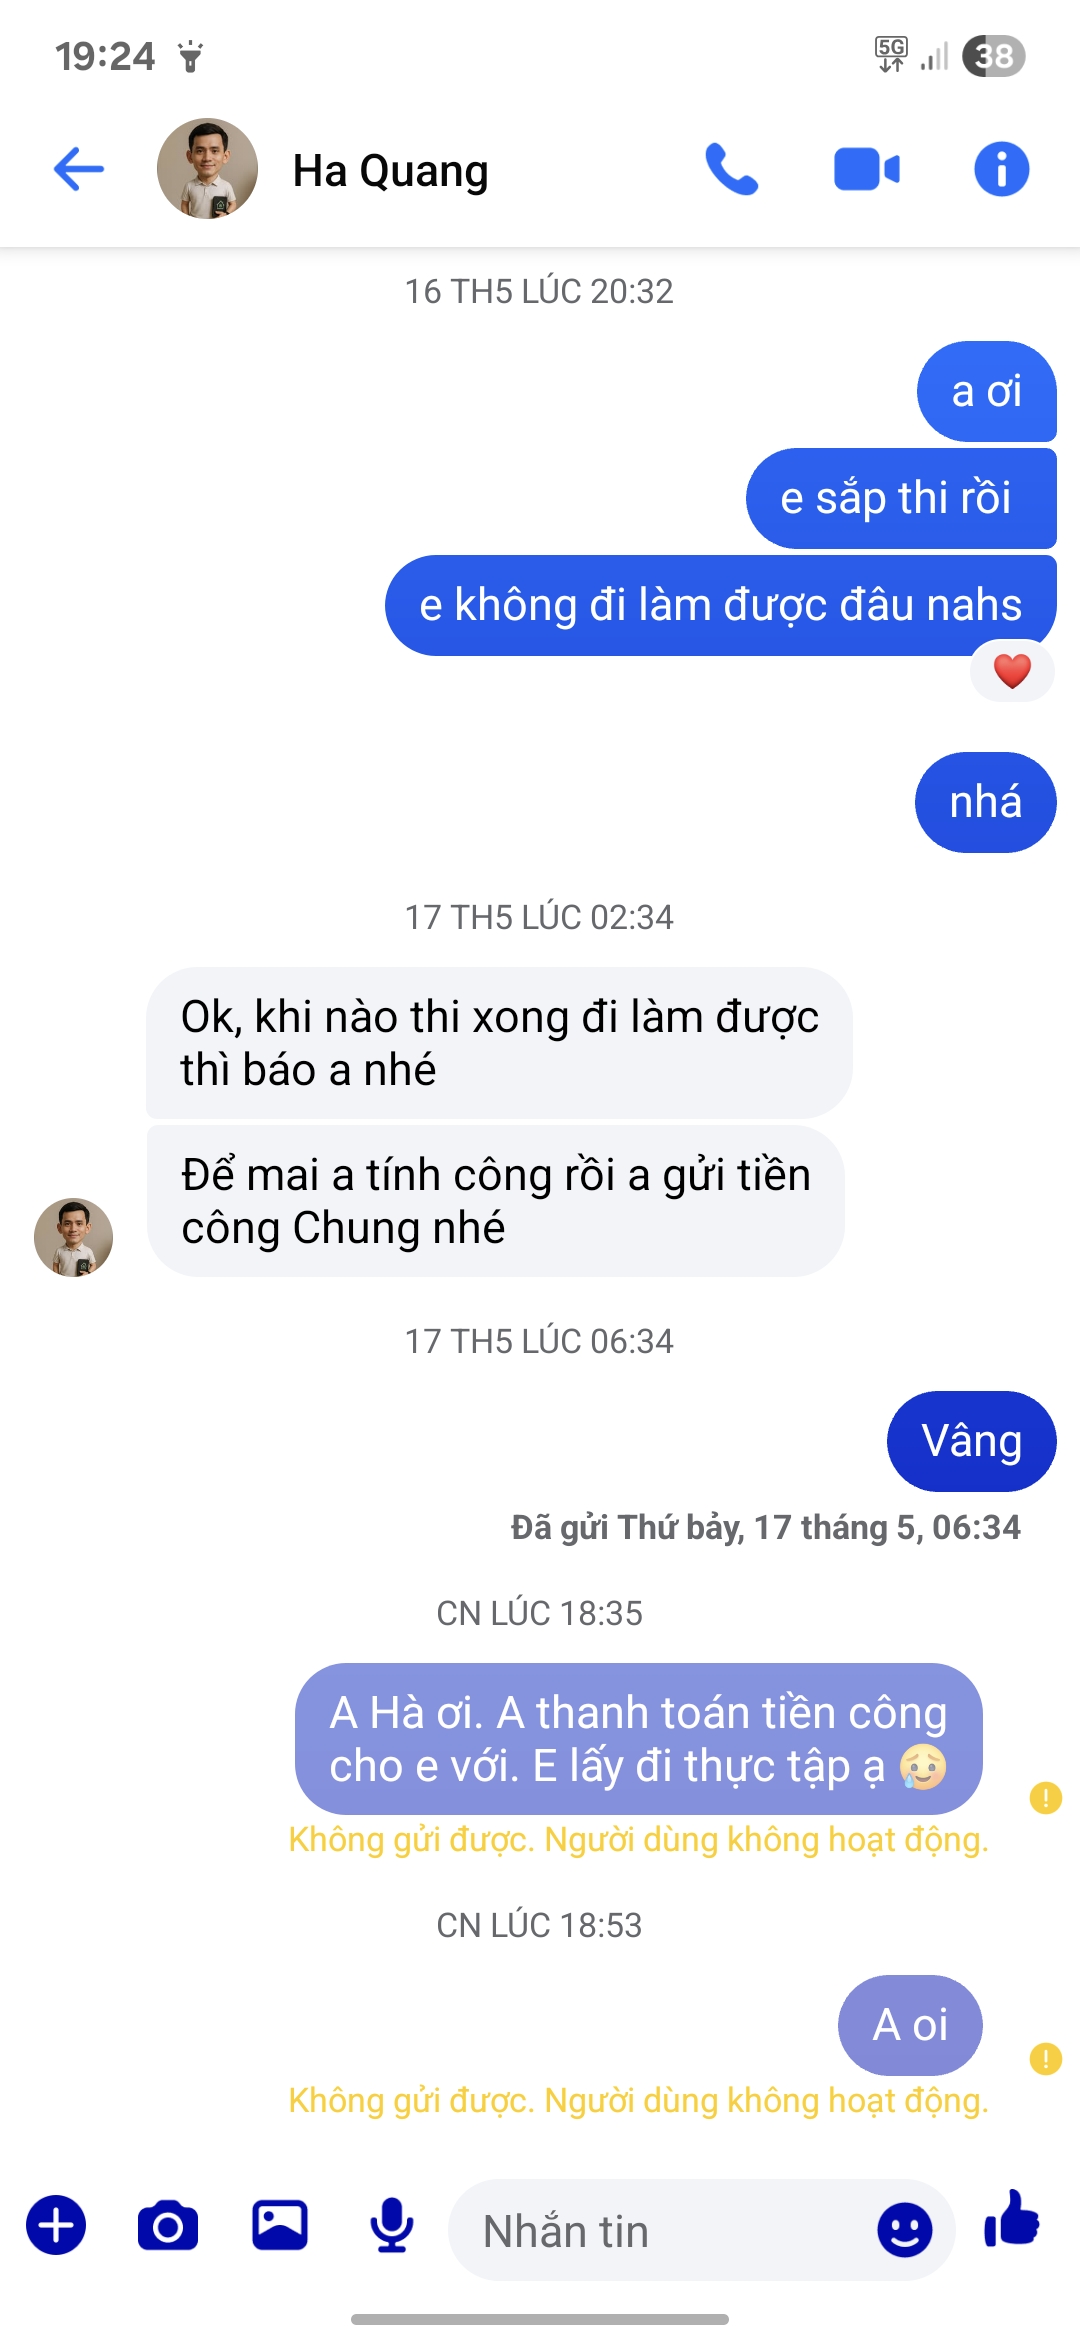 19:24
5G
38
Ha Quang
16 TH5 LÚC 20:32
a ơi
e sắp thi rồi
e không đi làm được đâu nahs
nhá
17 TH5 LÚC 02:34
Ok, khi nào thi xong đi làm được
thì báo a nhé
Để mai a tính công rồi a gửi tiền
công Chung nhé
17 TH5 LÚC 06:34
Vâng
Đã gửi Thứ bảy, 17 tháng 5, 06:34
CN LÚC 18:35
A Hà ơi. A thanh toán tiền công
cho e với. E lấy đi thực tập ạ 🥲
Không gửi được. Người dùng không hoạt động.
CN LÚC 18:53
A oi
Không gửi được. Người dùng không hoạt động.
Nhắn tin